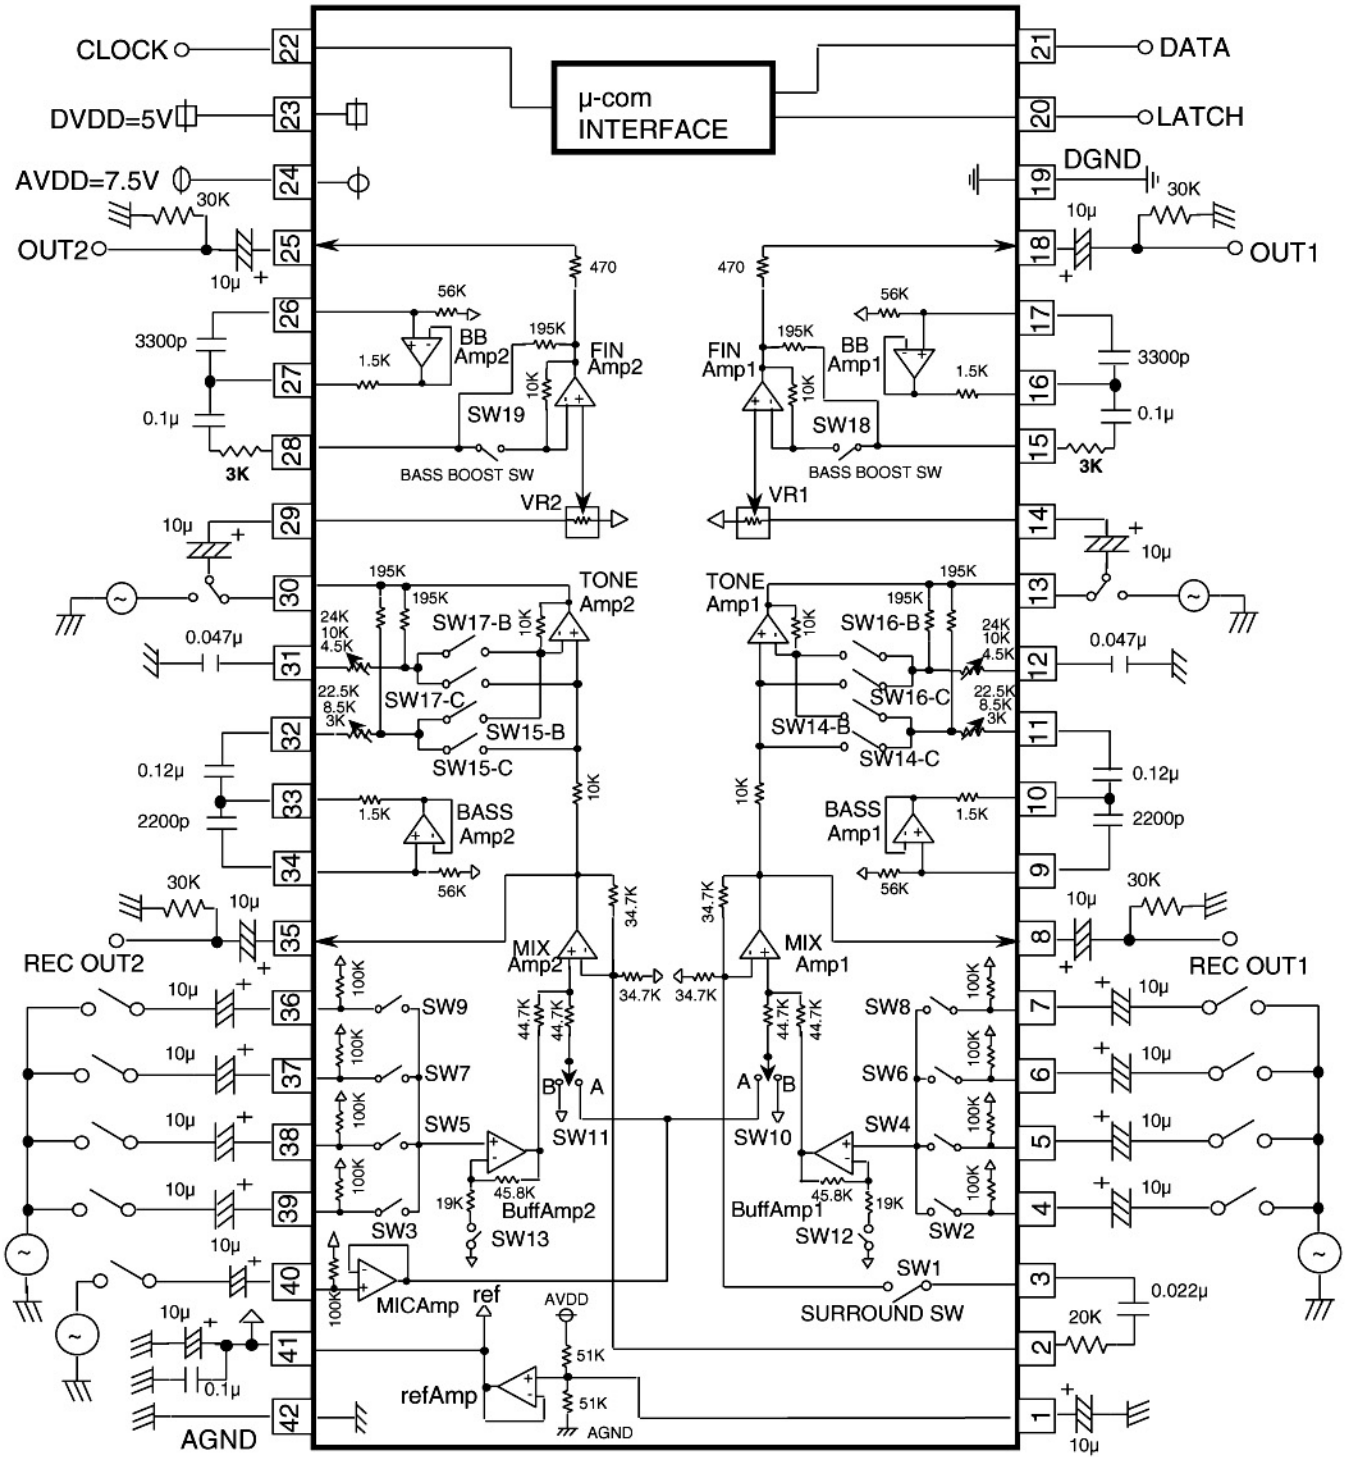 CLOCK
22
21
DATA
µ-com
INTERFACE
DVDD=5V
23
20
LATCH
DGND
AVDD=7.5V
24
19
30K
30K
10µ
OUT2
25
18
OUT1
10µ
+
+
470
470
26
56K
56K
17
3300p
BB
Amp2
195K
195K
BB
Amp1
3300p
FIN
Amp2
FIN
Amp1
27
1.5K
1.5K
16
10K
10K
0.1µ
SW19
SW18
0.1µ
28
15
3K
BASS BOOST SW
BASS BOOST SW
3K
VR2
VR1
29
14
10µ
+
+
10µ
195K
TONE
Amp2
TONE
Amp1
195K
30
13
195K
195K
24K
10K
4.5K
SW17-B
10K
10K
SW16-B
24K
10K
4.5K
0.047µ
0.047µ
31
12
22.5K
8.5K
3K
SW17-C
SW16-C
22.5K
8.5K
3K
32
SW15-B
SW14-B
11
SW15-C
SW14-C
0.12µ
0.12µ
10K
10K
33
10
1.5K
BASS
Amp2
BASS
Amp1
1.5K
2200p
2200p
34
9
56K
56K
30K
30K
10µ
34.7K
34.7K
10µ
35
8
MIX
Amp2
MIX
Amp1
REC OUT2
+
+
REC OUT1
34.7K
34.7K
10µ
+
36
100K
SW9
44.7K
44.7K
44.7K
44.7K
SW8
100K
7
+
10µ
10µ
+
37
100K
SW7
SW6
100K
6
+
10µ
B
A
A
B
10µ
+
38
100K
SW5
SW11
SW10
SW4
100K
5
+
10µ
10µ
+
39
100K
SW3
45.8K
19K
BuffAmp2
45.8K
19K
BuffAmp1
100K
SW2
4
+
10µ
SW13
SW12
10µ
+
40
100K
MICAmp
SW1
SURROUND SW
3
0.022µ
ref
AVDD
10µ
+
20K
41
51K
2
0.1µ
refAmp
51K
AGND
42
AGND
1
+
10µ